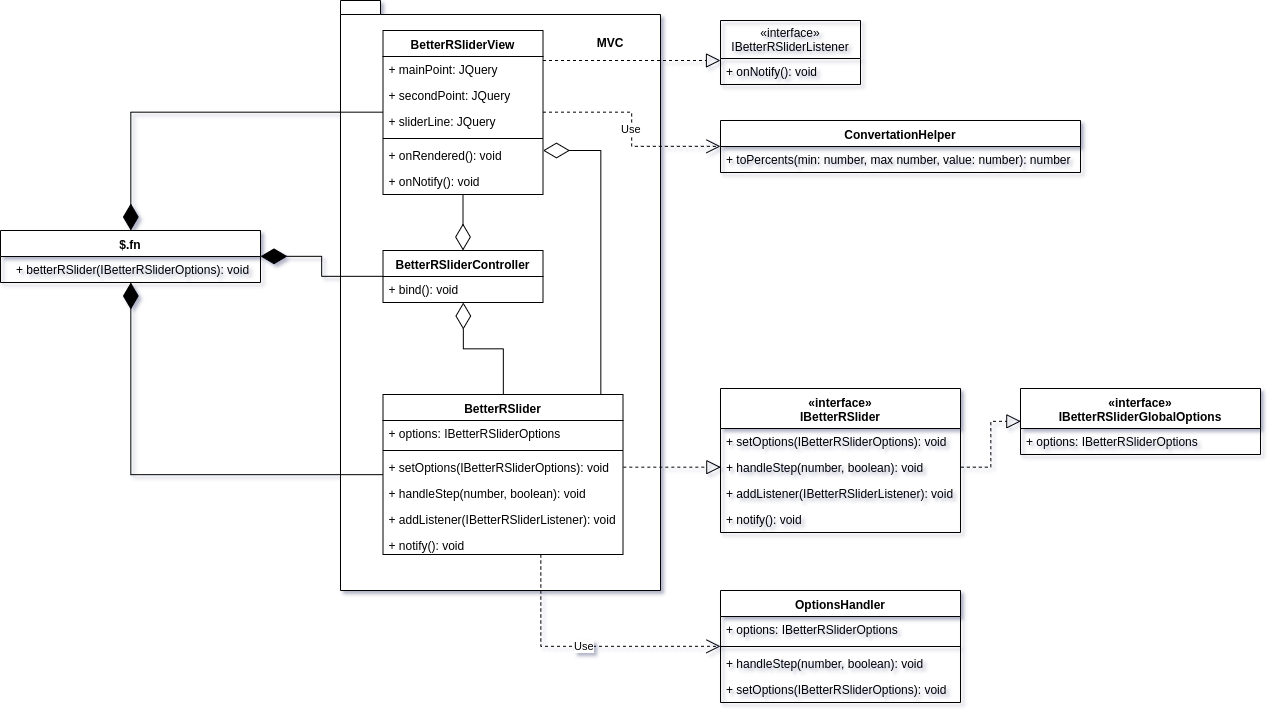 MVC
BetterRSliderView
+ mainPoint: JQuery
+ secondPoint: JQuery
+ sliderLine: JQuery
+ onRendered(): void
+ onNotify(): void
«interface»
IBetterRSliderListener
+ onNotify(): void
Use
ConvertationHelper
+ toPercents(min: number, max number, value: number): number
$.fn
+ betterRSlider(IBetterRSliderOptions): void
BetterRSliderController
+ bind(): void
BetterRSlider
+ options: IBetterRSliderOptions
+ setOptions(IBetterRSliderOptions): void
+ handleStep(number, boolean): void
+ addListener(IBetterRSliderListener): void
+ notify(): void
«interface»
IBetterRSlider
+ setOptions(IBetterRSliderOptions): void
+ handleStep(number, boolean): void
+ addListener(IBetterRSliderListener): void
+ notify(): void
«interface»
IBetterRSliderGlobalOptions
+ options: IBetterRSliderOptions
Use
OptionsHandler
+ options: IBetterRSliderOptions
+ handleStep(number, boolean): void
+ setOptions(IBetterRSliderOptions): void